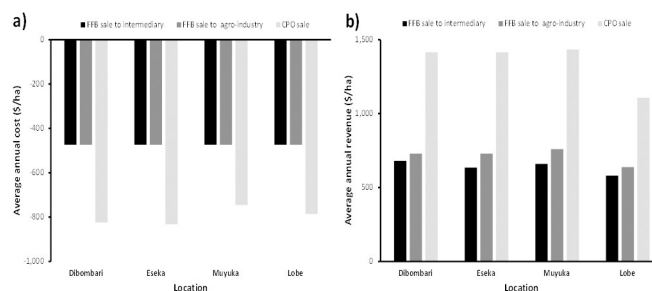 a)
FFB sale to intermediary FFB sale to agro-industry CPO sale
0
-200
-400
-600
-800
-1,000
Average annual cost ($/ha)
Dibombari Eseka Muyuka Lobe
Location
b)
FFB sale to intermediary FFB sale to agro-industry CPO sale
1,500
1,000
500
0
Average annual revenue ($/ha)
Dibombari Eseka Muyuka Lobe
Location